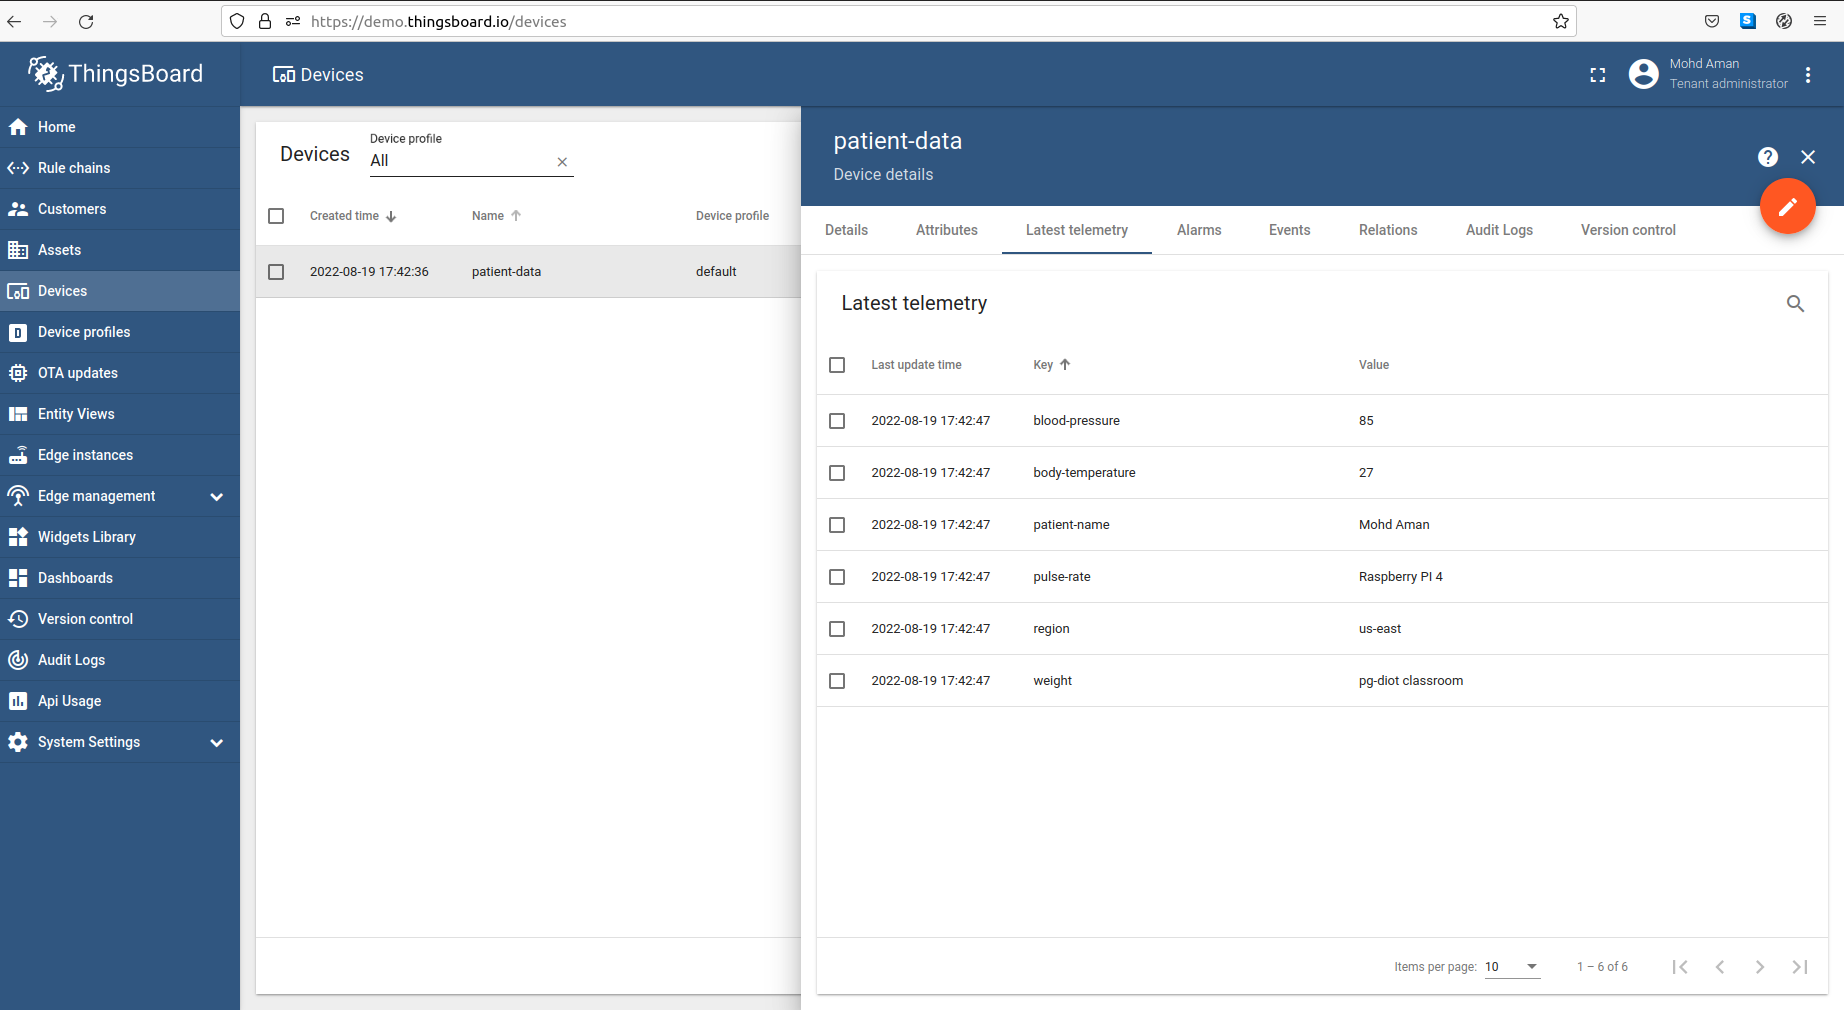 https://demo.thingsboard.io/devices
S
ThingsBoard
Devices
Mohd Aman
Tenant administrator
Home
Rule chains
Customers
Assets
Devices
Device profiles
OTA updates
Entity Views
Edge instances
Edge management
Widgets Library
Dashboards
Version control
Audit Logs
Api Usage
System Settings
Devices
Device profile
All
Created time Name Device profile
2022-08-19 17:42:36 patient-data default
patient-data
Device details
Details Attributes Latest telemetry Alarms Events Relations Audit Logs Version control
Latest telemetry
Last update time Key Value
2022-08-19 17:42:47 blood-pressure 85
2022-08-19 17:42:47 body-temperature 27
2022-08-19 17:42:47 patient-name Mohd Aman
2022-08-19 17:42:47 pulse-rate Raspberry PI 4
2022-08-19 17:42:47 region us-east
2022-08-19 17:42:47 weight pg-diot classroom
Items per page: 10 1 – 6 of 6